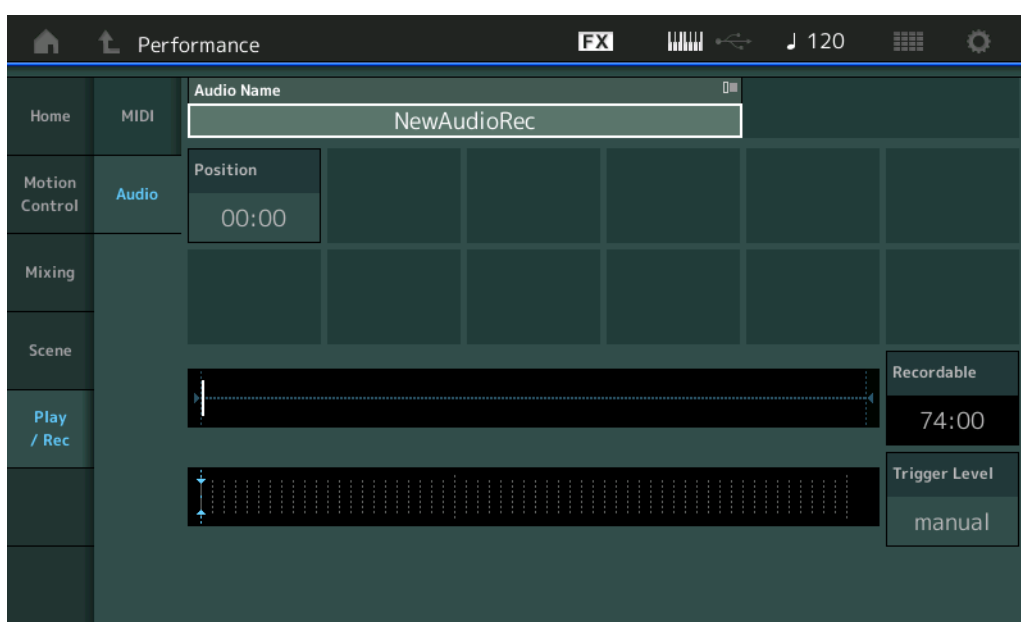 Performance
FX
120
Home
MIDI
Audio Name
NewAudioRec
Motion
Control
Audio
Position
00:00
Mixing
Scene
Play
/ Rec
Recordable
74:00
Trigger Level
manual